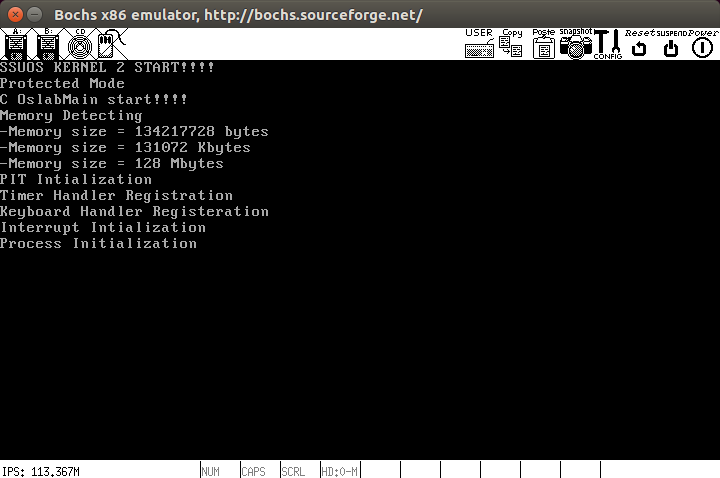 Bochs x86 emulator, http://bochs.sourceforge.net/
A: B: CD USER Copy Paste snapshot CONFIG Reset SUSPEND Power
SSUOS KERNEL 2 START!!!!
Protected Mode
C OslabMain start!!!!
Memory Detecting
-Memory size = 134217728 bytes
-Memory size = 131072 Kbytes
-Memory size = 128 Mbytes
PIT Intialization
Timer Handler Registration
Keyboard Handler Registeration
Interrupt Intialization
Process Initialization
IPS: 113.367M NUM CAPS SCRL HD:0-M